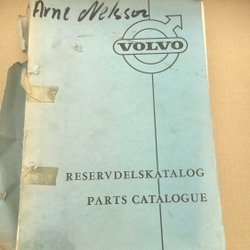 Arne Nelsson
VOLVO
RESERVDELSKATALOG
PARTS CATALOGUE